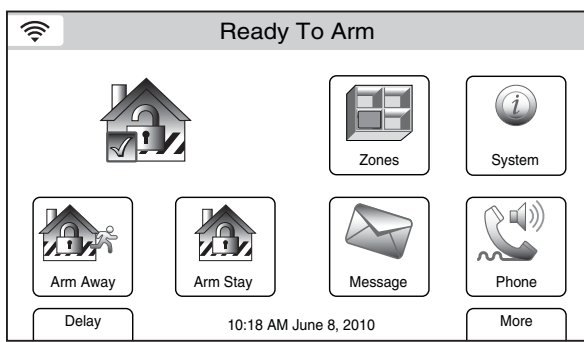 Ready To Arm
Zones
System
Arm Away
Arm Stay
Message
Phone
Delay
10:18 AM June 8, 2010
More